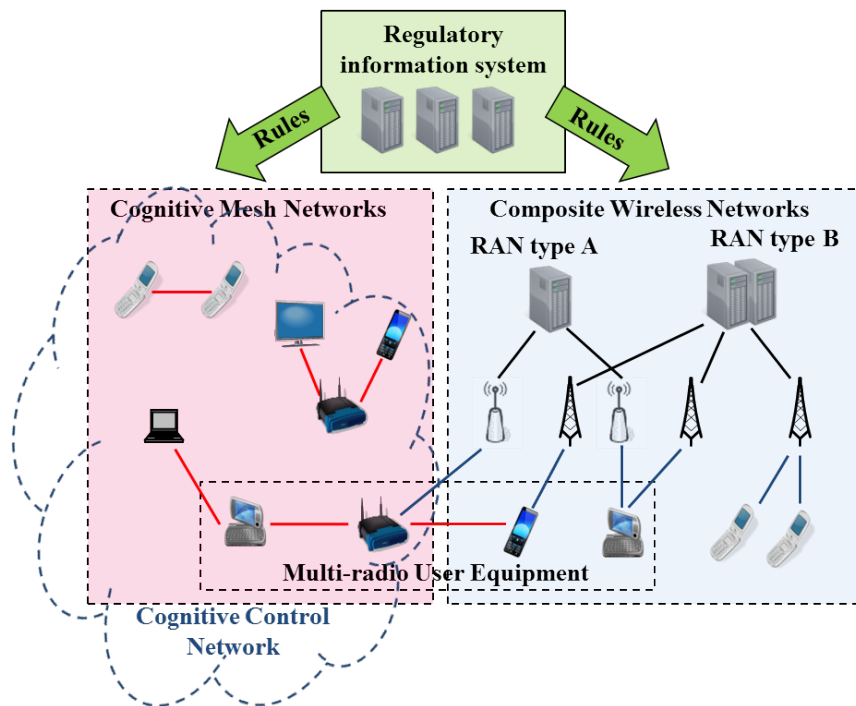 Regulatory
information system
Rules
Rules
Cognitive Mesh Networks
Composite Wireless Networks
RAN type A
RAN type B
Multi-radio User Equipment
Cognitive Control
Network